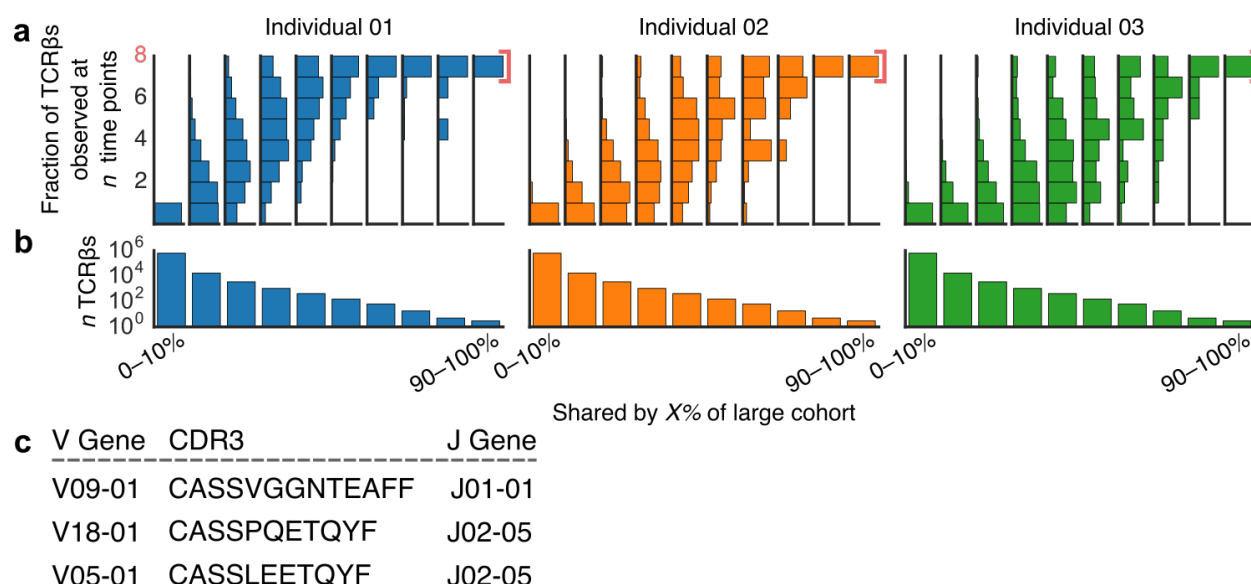 a
Individual 01
Individual 02
Individual 03
Fraction of TCRβs
observed at
n time points
8
6
4
2
b
n TCRβs
10^6
10^4
10^2
10^0
0–10%
90–100%
0–10%
90–100%
0–10%
90–100%
Shared by X% of large cohort
c
V Gene CDR3 J Gene
V09-01 CASSVGGNTEAFF J01-01
V18-01 CASSPQETQYF J02-05
V05-01 CASSLEETQYF J02-05